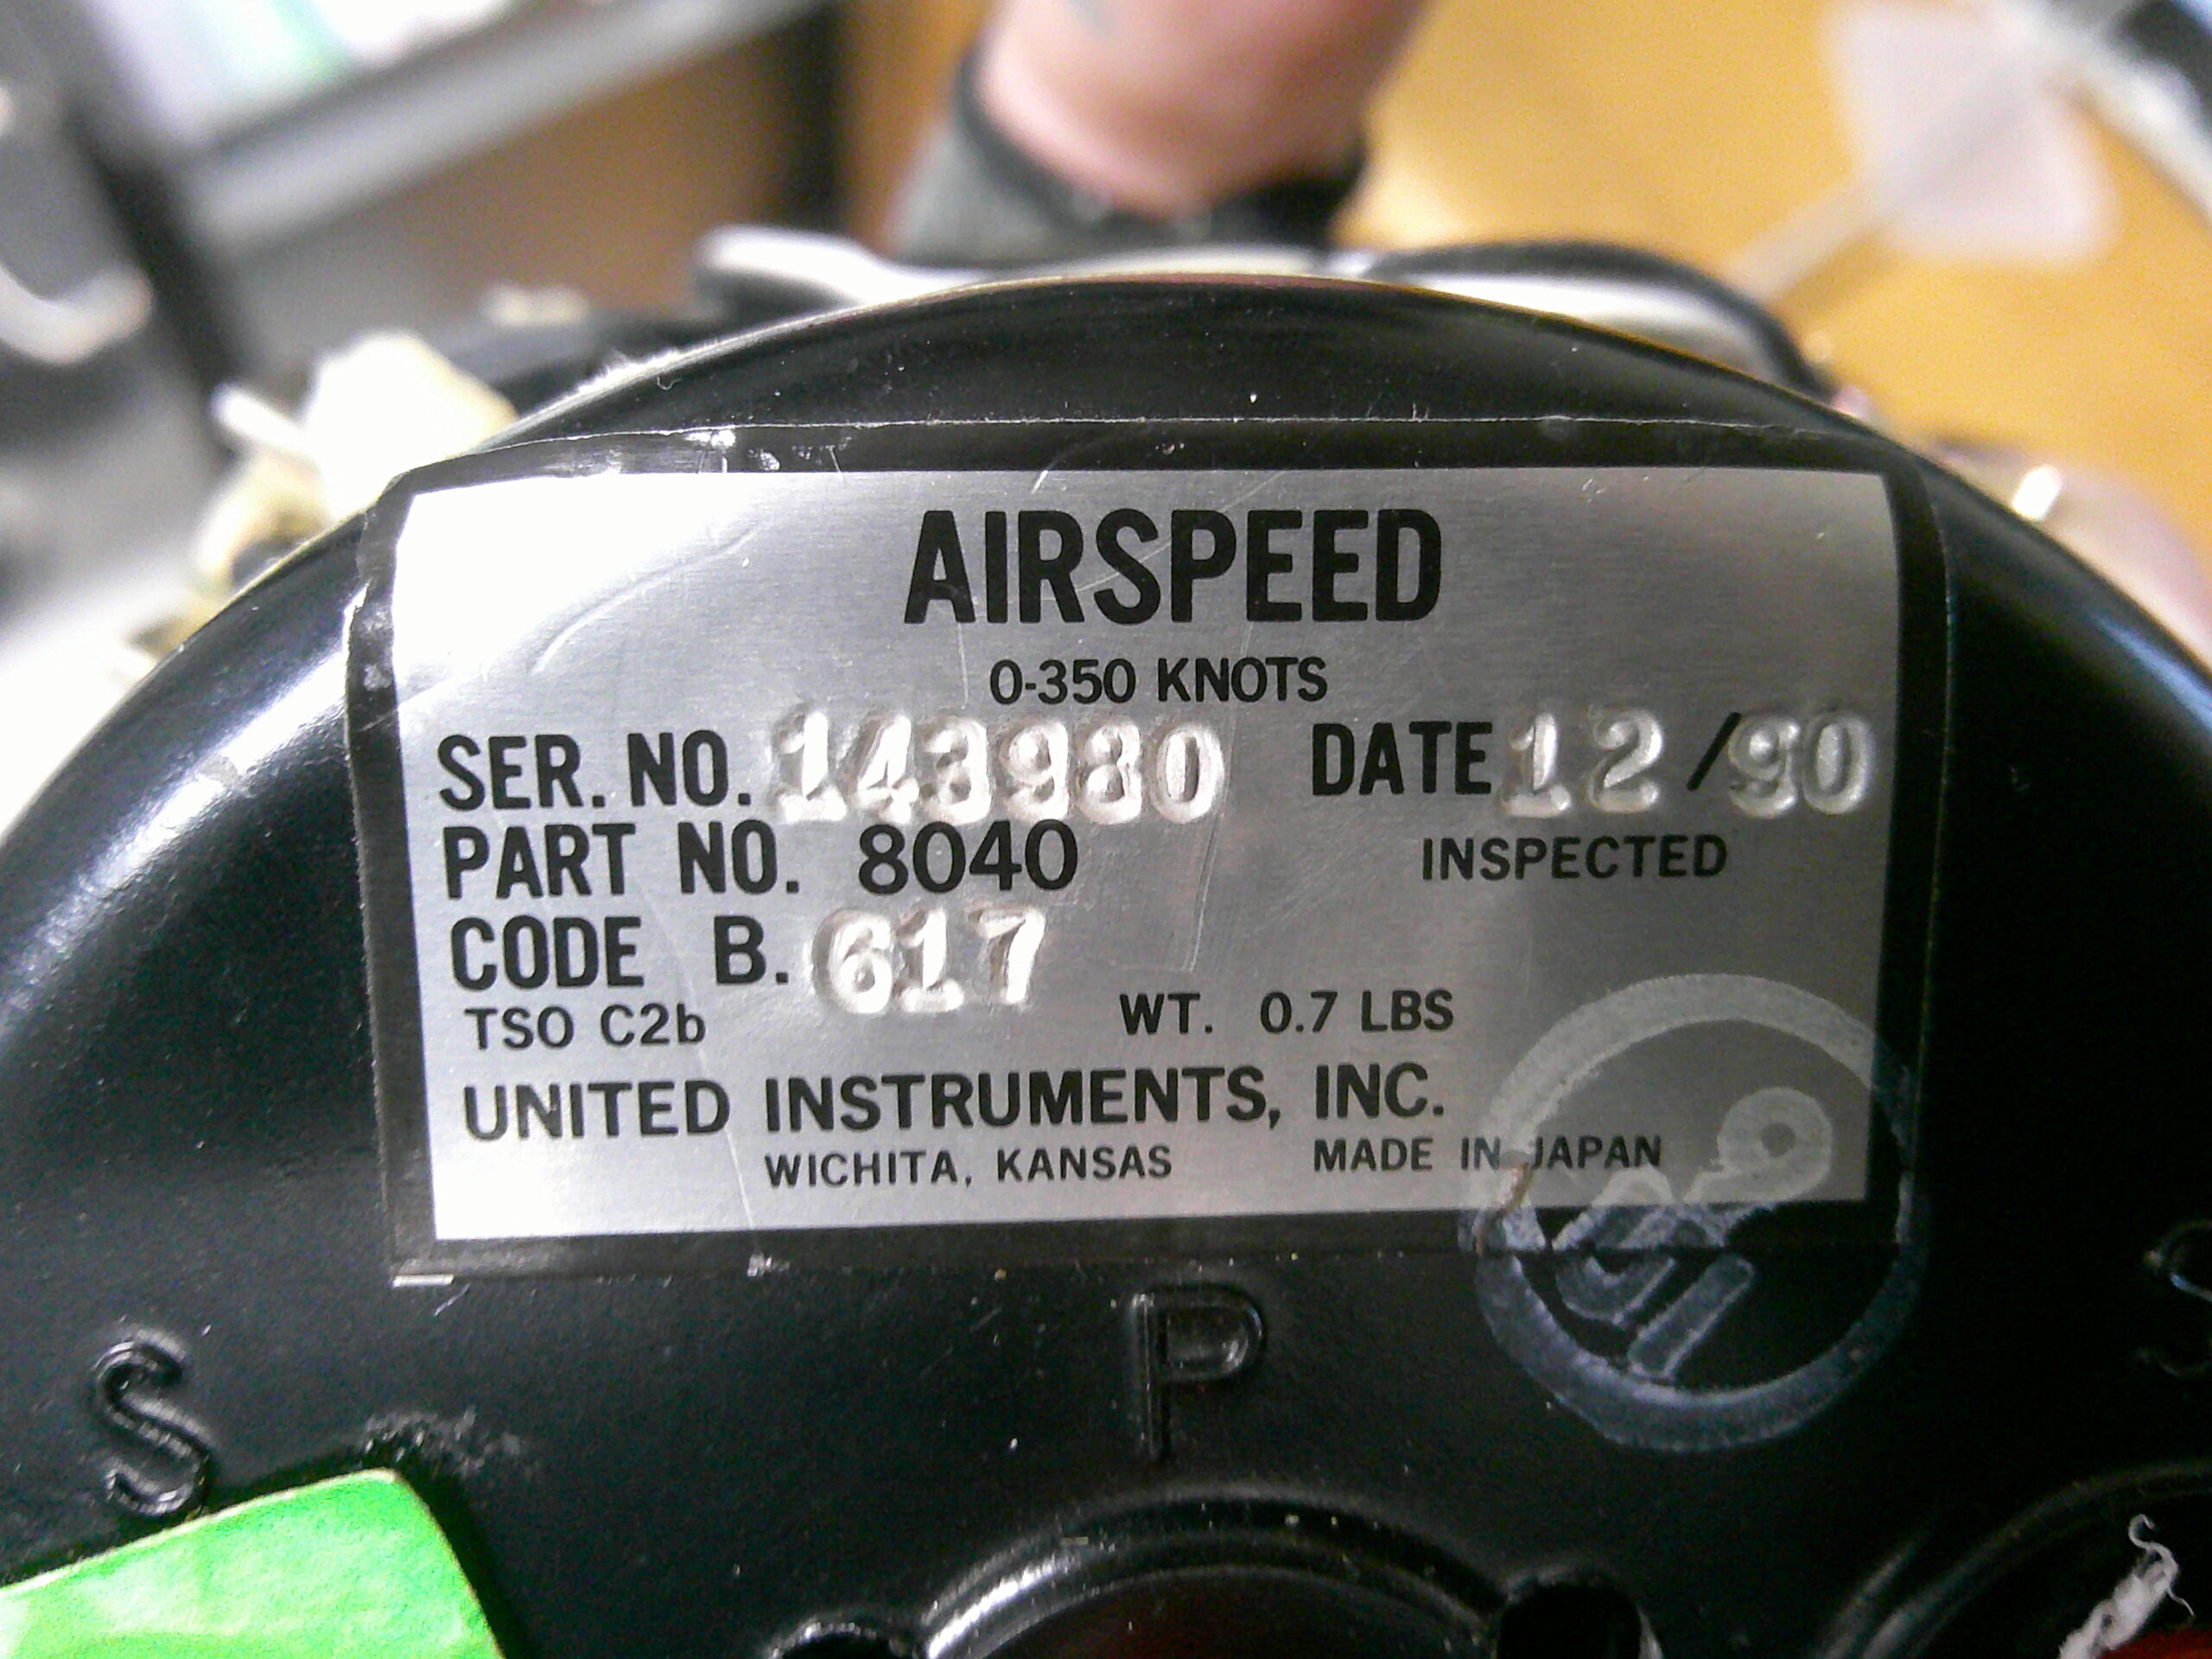 AIRSPEED
0-350 KNOTS
SER. NO. 143980 DATE 12/90
PART NO. 8040 INSPECTED
CODE B. 617
TSO C2b WT. 0.7 LBS
UNITED INSTRUMENTS, INC.
WICHITA, KANSAS MADE IN JAPAN
S P S